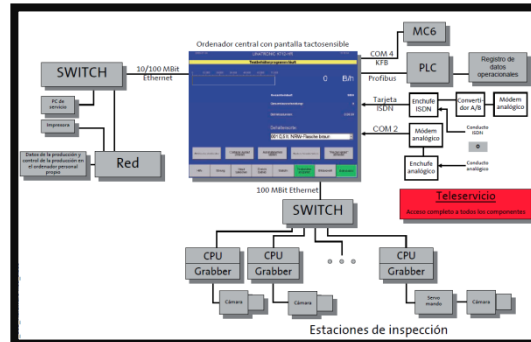 Ordenador central con pantalla tactosensible
10/100 MBit
Ethernet
SWITCH
PC de
servicio
Impresora
Datos de la producción y
control de la producción en
el ordenador personal
propio
Red
0 B/h
COM 4
KFB
MC6
Profibus
PLC
Registro de
datos
operacionales
Tarjeta
ISDN
Enchufe
ISDN
Converti-
dor A/B
Módem
analógico
COM 2
Módem
analógico
Conducto
ISDN
Enchufe
analógico
Conducto
analógico
Teleservicio
Acceso completo a todos los componentes
100 MBit Ethernet
SWITCH
CPU
Grabber
CPU
Grabber
CPU
Grabber
Cámara
Cámara
Servo
mando
Cámara
Estaciones de inspección